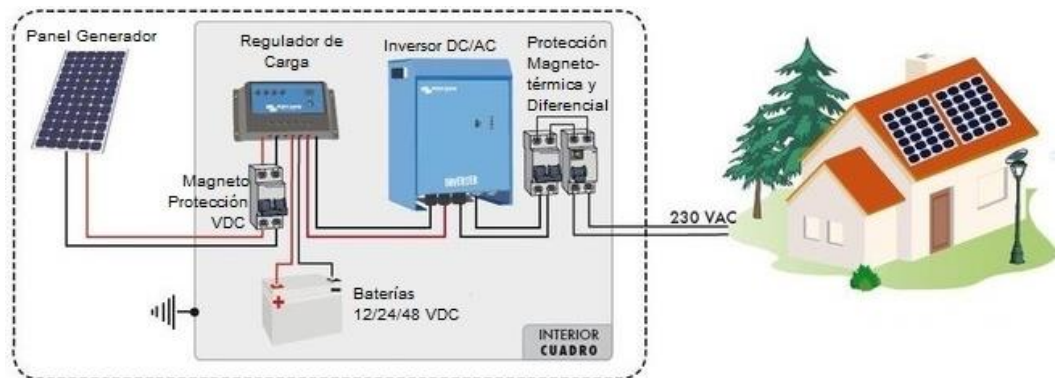 Panel Generador
Regulador de
Carga
Inversor DC/AC
Protección
Magneto-
térmica y
Diferencial
Magneto
Protección
VDC
INVERTER
230 VAC
Baterías
12/24/48 VDC
INTERIOR
CUADRO